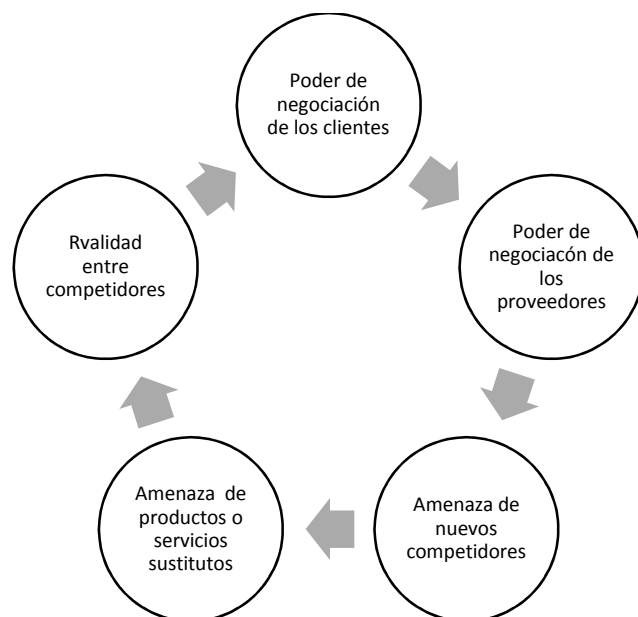 Poder de
negociación
de los clientes
Poder de
negociacón de
los
proveedores
Amenaza de
nuevos
competidores
Amenaza de
productos o
servicios
sustitutos
Rvalidad
entre
competidores